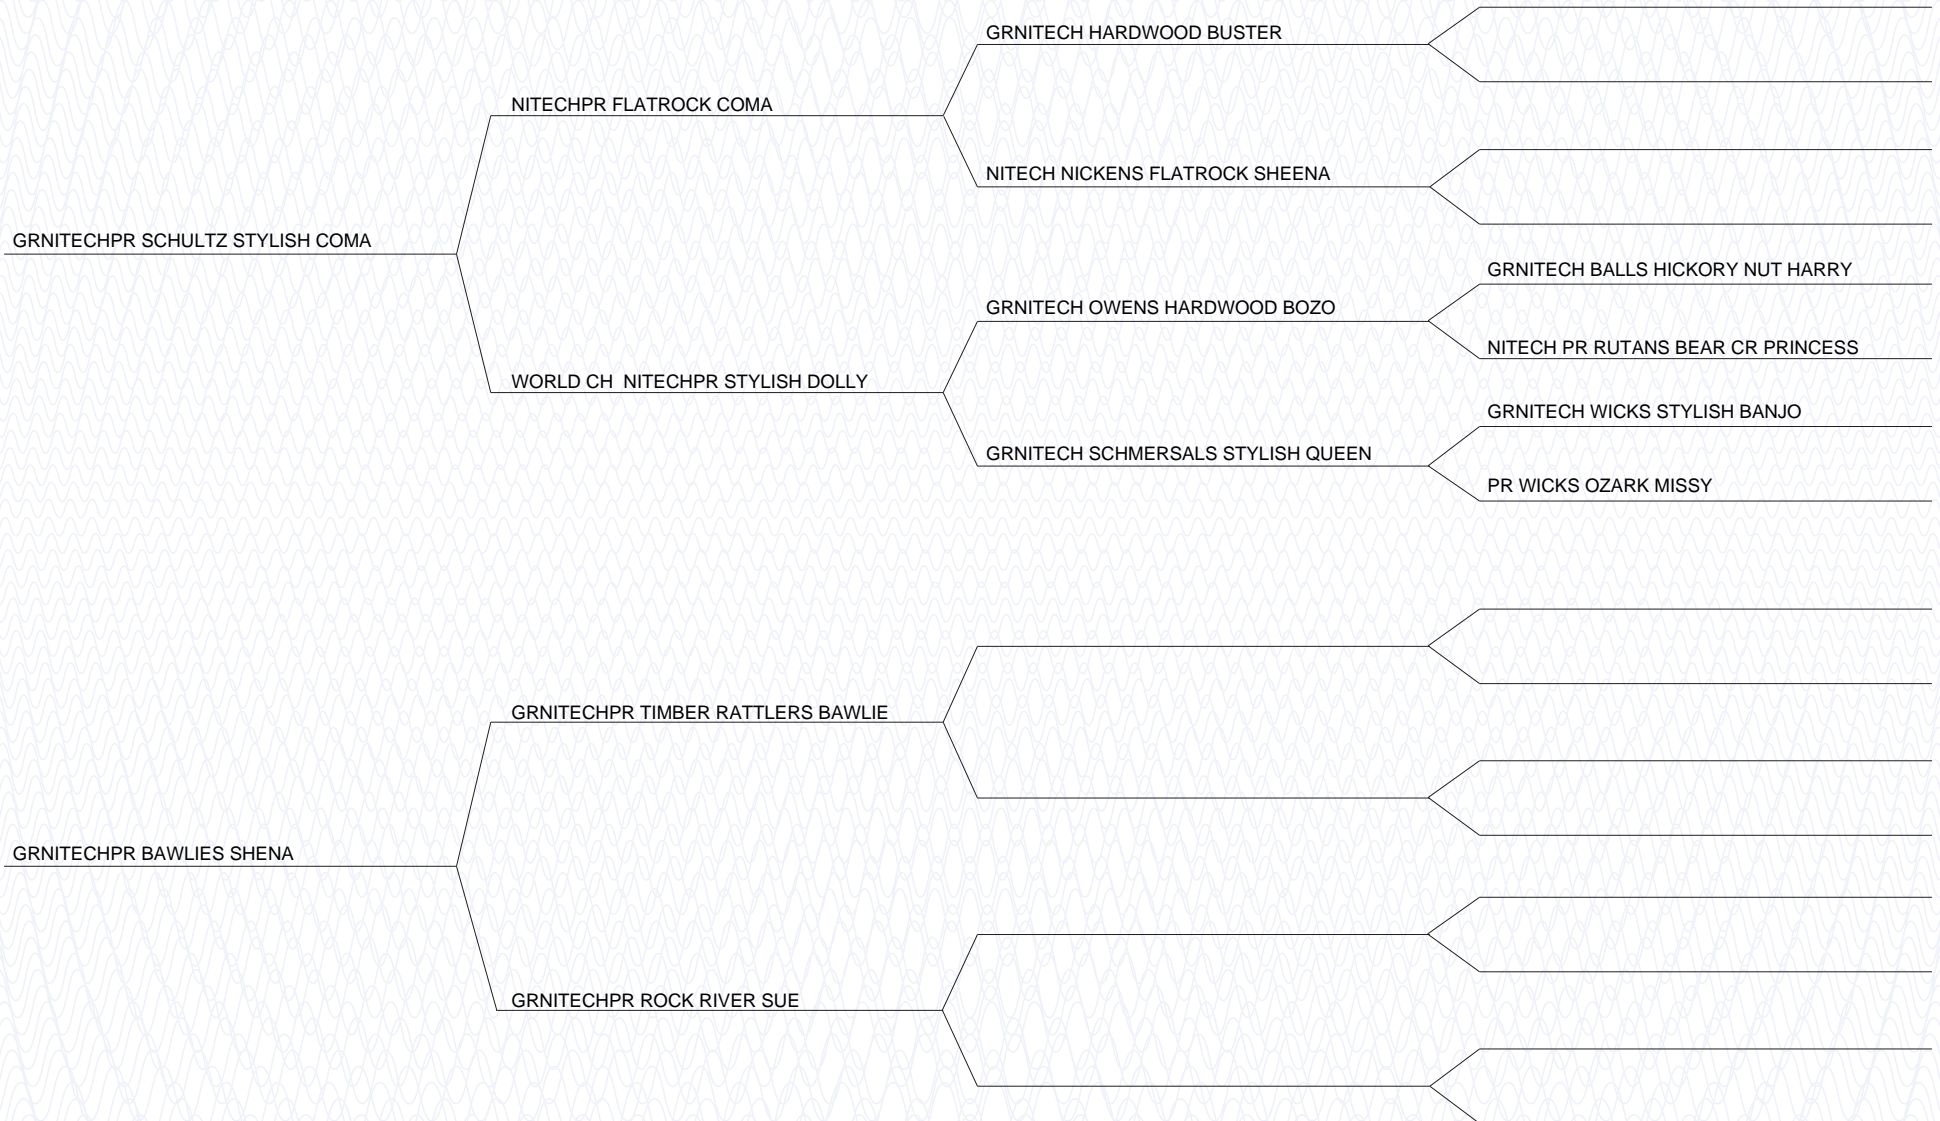 GRNITECH HARDWOOD BUSTER
NITECHPR FLATROCK COMA
NITECH NICKENS FLATROCK SHEENA
GRNITECHPR SCHULTZ STYLISH COMA
GRNITECH BALLS HICKORY NUT HARRY
GRNITECH OWENS HARDWOOD BOZO
NITECH PR RUTANS BEAR CR PRINCESS
WORLD CH  NITECHPR STYLISH DOLLY
GRNITECH WICKS STYLISH BANJO
GRNITECH SCHMERSALS STYLISH QUEEN
PR WICKS OZARK MISSY
GRNITECHPR TIMBER RATTLERS BAWLIE
GRNITECHPR BAWLIES SHENA
GRNITECHPR ROCK RIVER SUE